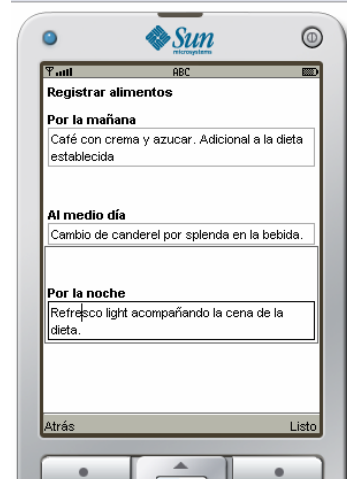 Sun
microsystems
ABC
Registrar alimentos
Por la mañana
Café con crema y azucar. Adicional a la dieta
establecida
Al medio día
Cambio de canderel por splenda en la bebida.
Por la noche
Refresco light acompañando la cena de la
dieta.
Atrás Listo